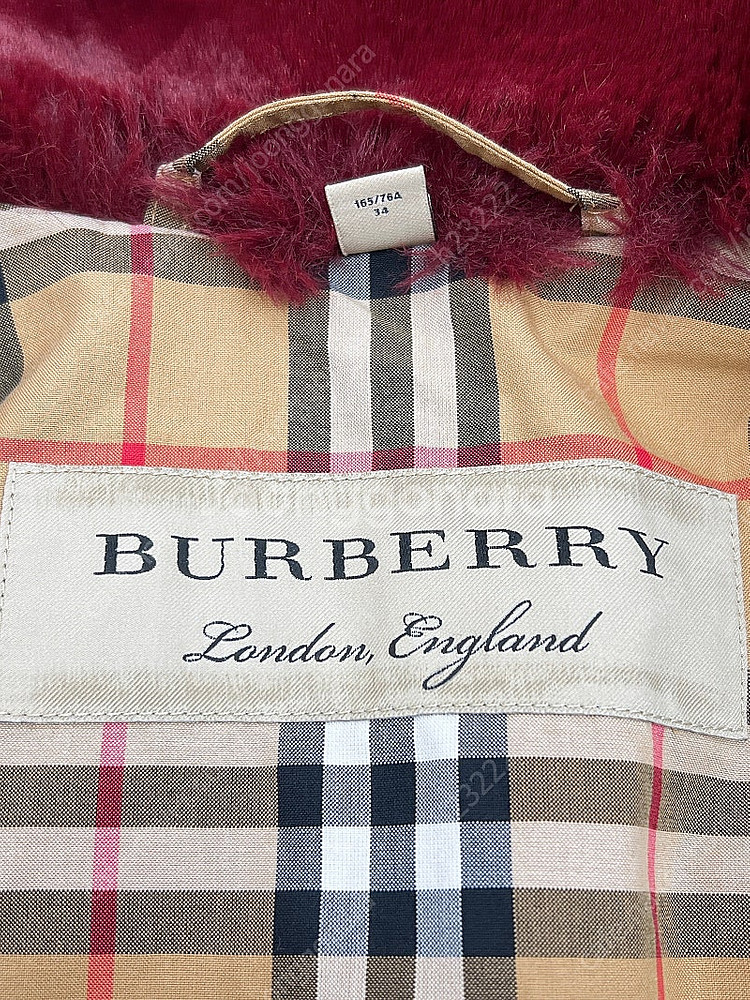 165/76A
34
BURBERRY
London, England